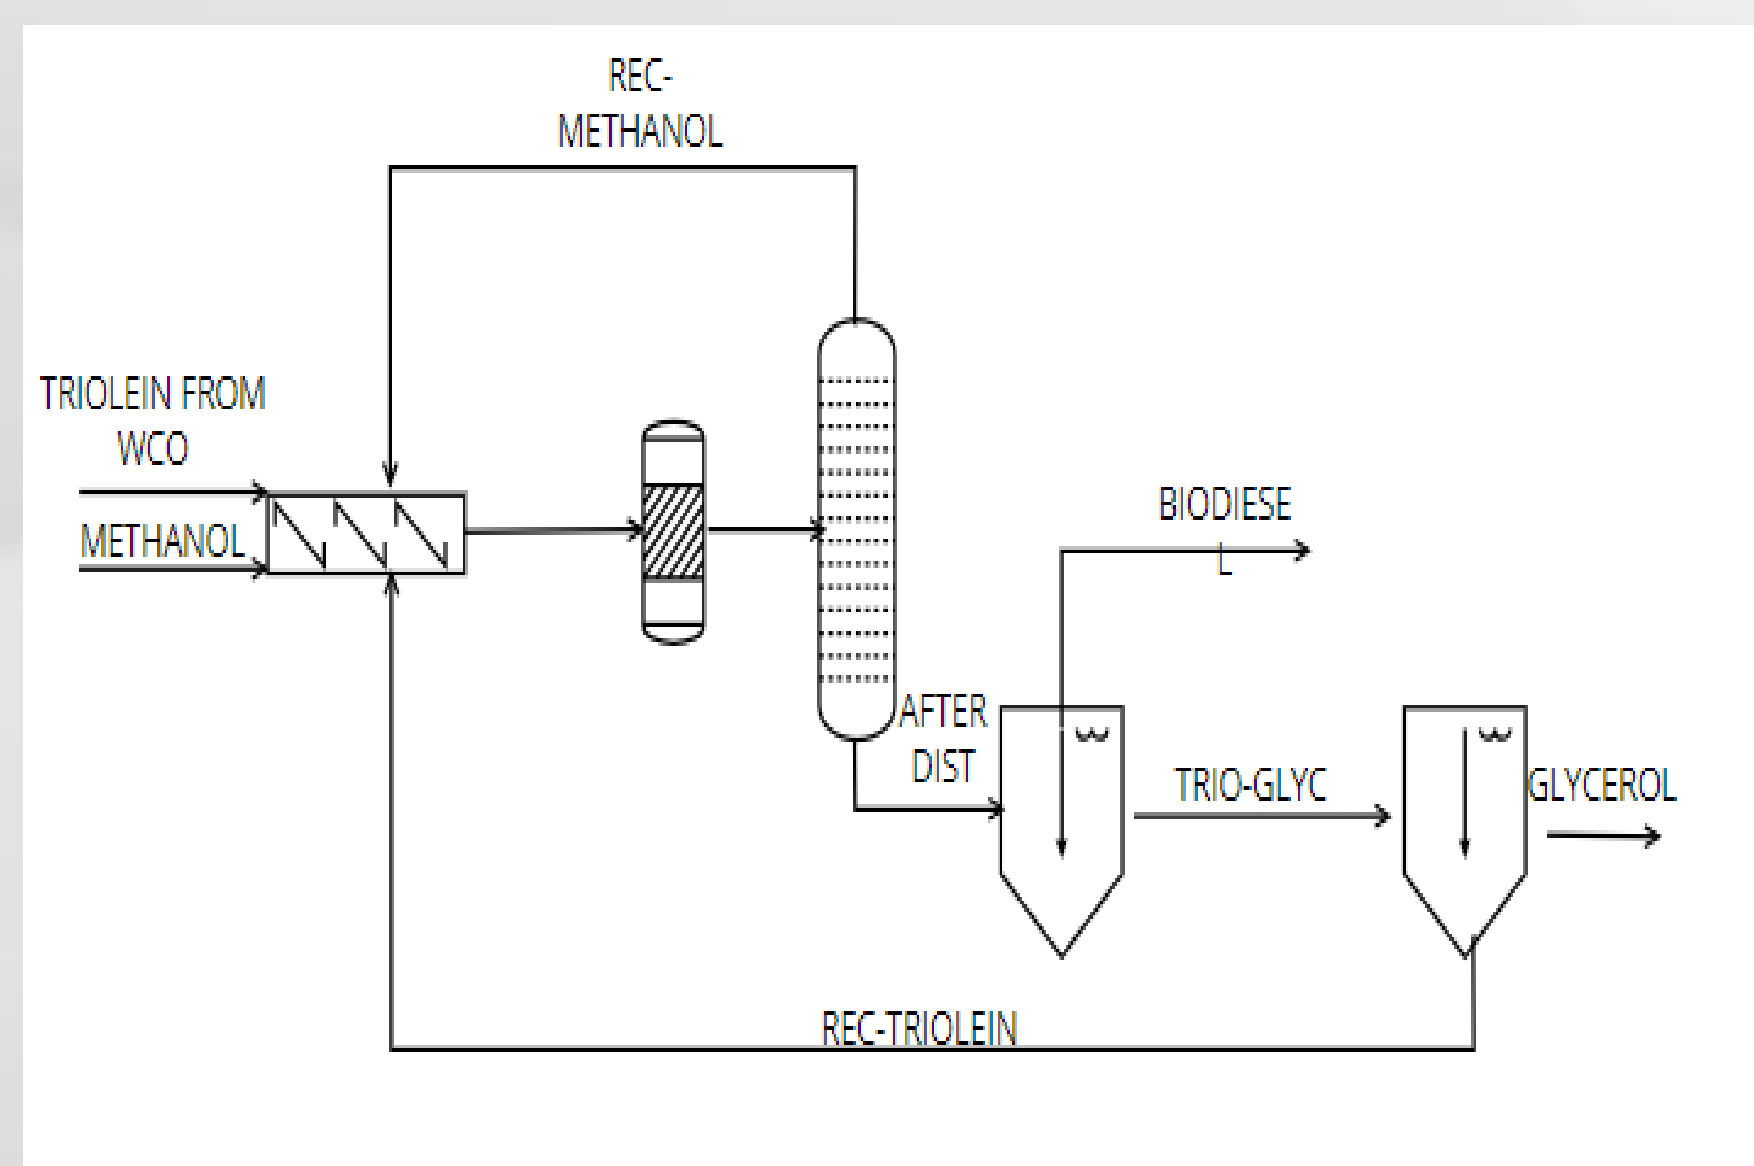 REC-
METHANOL
TRIOLEIN FROM
WCO
METHANOL
BIODIESE
L
AFTER
DIST
TRIO-GLYC
GLYCEROL
REC-TRIOLEIN